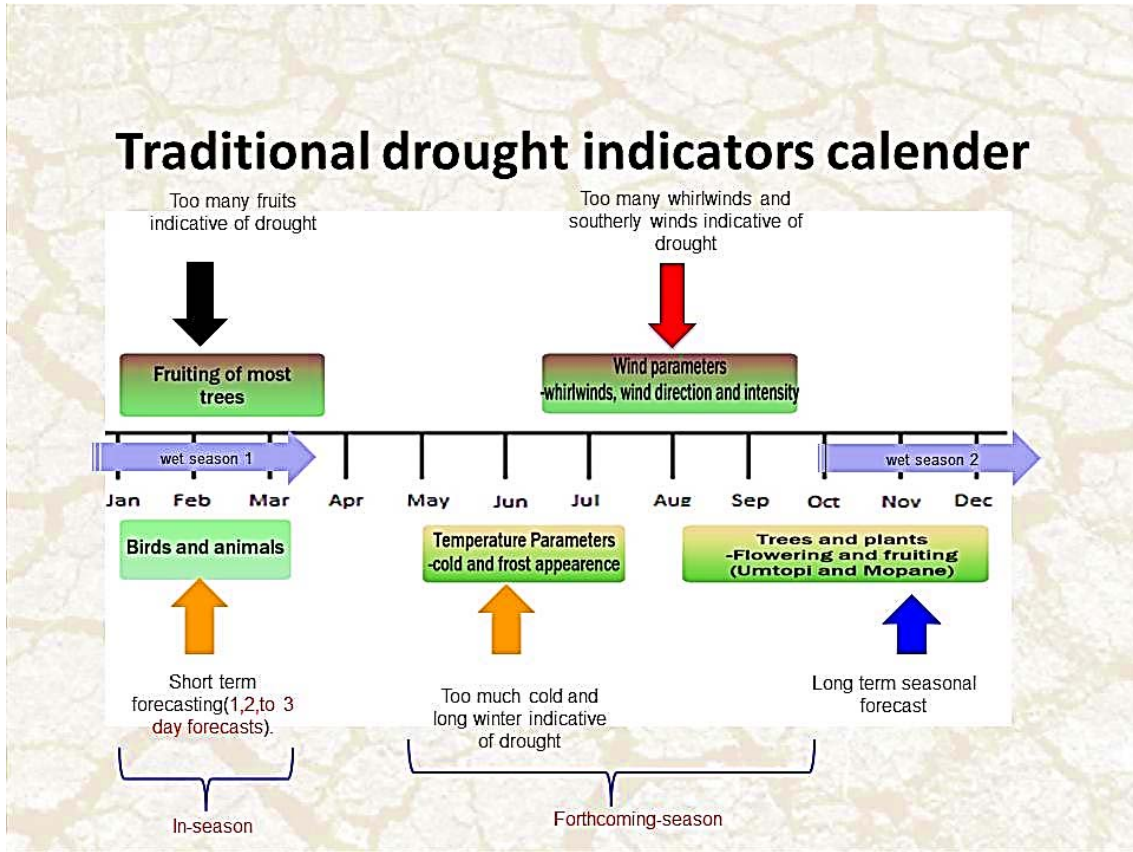 Traditional drought indicators calender
Too many fruits
indicative of drought
Too many whirlwinds and
southerly winds indicative of
drought
Fruiting of most
trees
Wind parameters
-whirlwinds, wind direction and intensity
wet season 1
wet season 2
Jan Feb Mar Apr May Jun Jul Aug Sep Oct Nov Dec
Birds and animals
Temperature Parameters
-cold and frost appearence
Trees and plants
-Flowering and fruiting
(Umtopi and Mopane)
Short term
forecasting(1,2,to 3
day forecasts).
Too much cold and
long winter indicative
of drought
Long term seasonal
forecast
In-season
Forthcoming-season